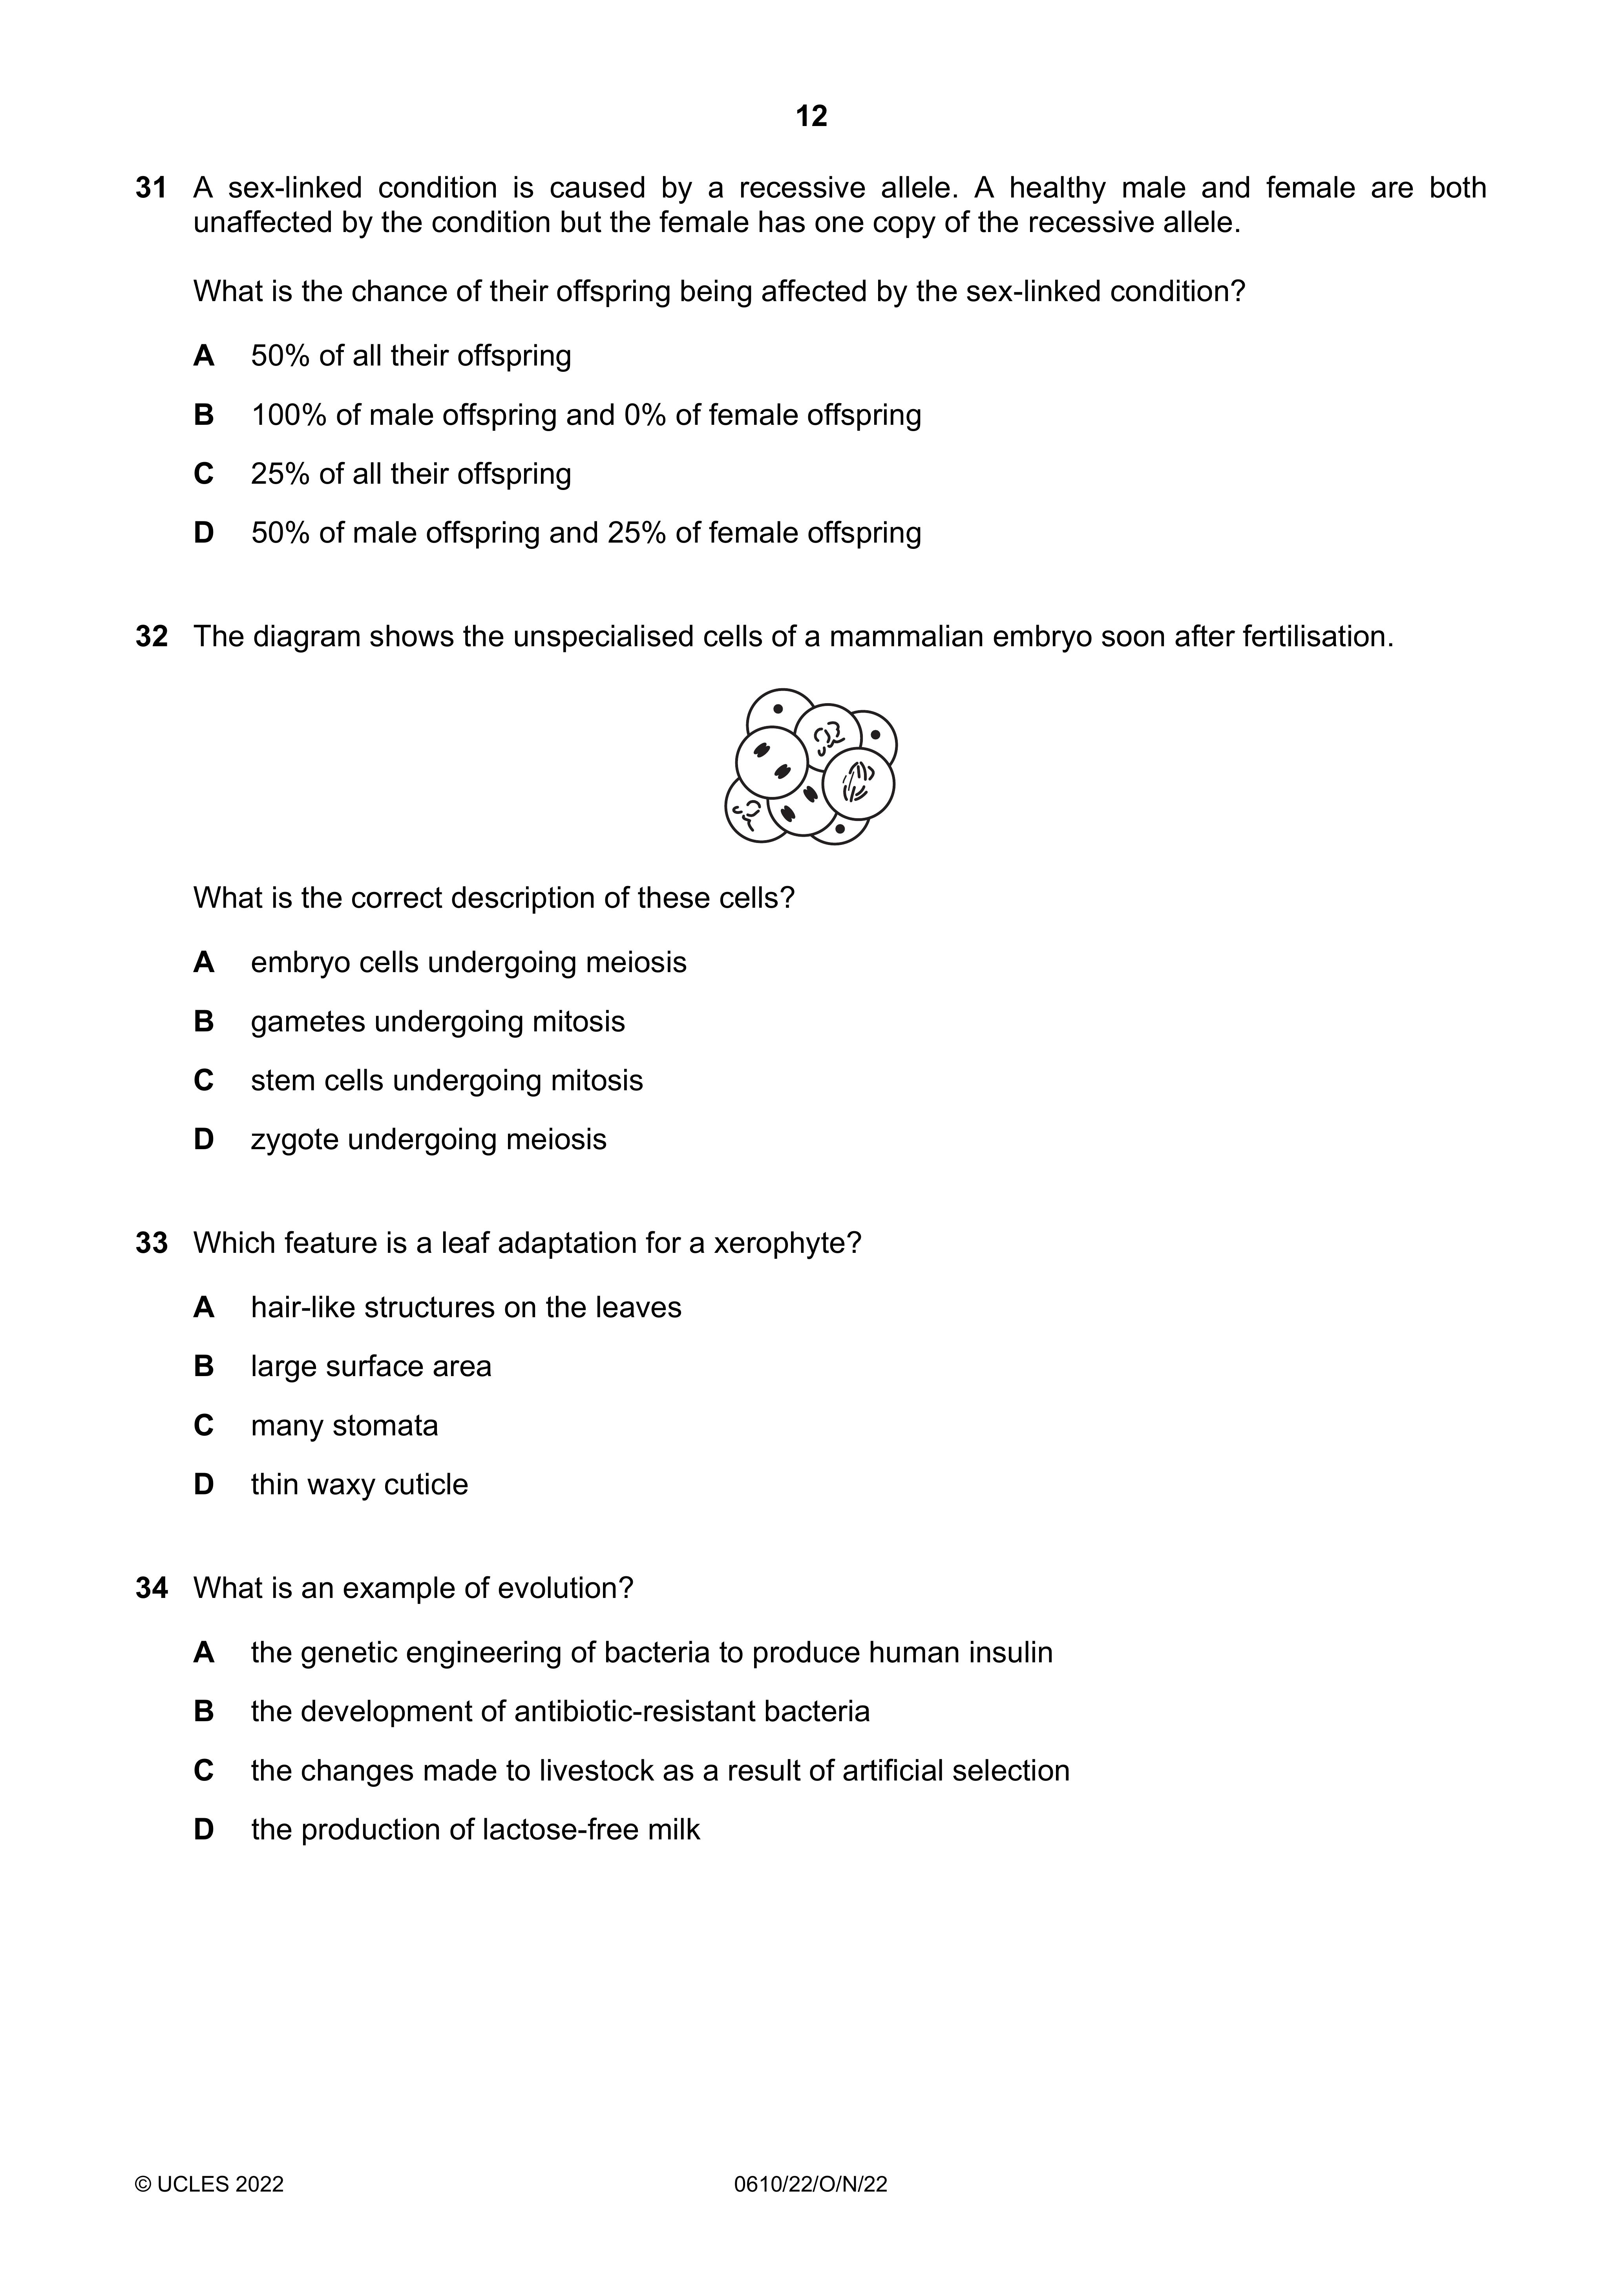 12
31 A sex-linked condition is caused by a recessive allele. A healthy male and female are both
unaffected by the condition but the female has one copy of the recessive allele.
What is the chance of their offspring being affected by the sex-linked condition?
A 50% of all their offspring
B 100% of male offspring and 0% of female offspring
C 25% of all their offspring
D 50% of male offspring and 25% of female offspring
32 The diagram shows the unspecialised cells of a mammalian embryo soon after fertilisation.
What is the correct description of these cells?
A embryo cells undergoing meiosis
B gametes undergoing mitosis
C stem cells undergoing mitosis
D zygote undergoing meiosis
33 Which feature is a leaf adaptation for a xerophyte?
A hair-like structures on the leaves
B large surface area
C many stomata
D thin waxy cuticle
34 What is an example of evolution?
A the genetic engineering of bacteria to produce human insulin
B the development of antibiotic-resistant bacteria
C the changes made to livestock as a result of artificial selection
D the production of lactose-free milk
© UCLES 2022 0610/22/O/N/22